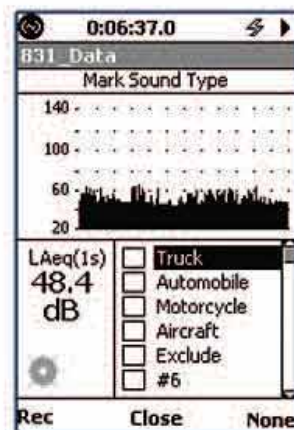 0:06:37.0
831_Data
Mark Sound Type
140
100
60
20
LAeq(1s)
48.4
dB
Truck
Automobile
Motorcycle
Aircraft
Exclude
#6
Rec Close None